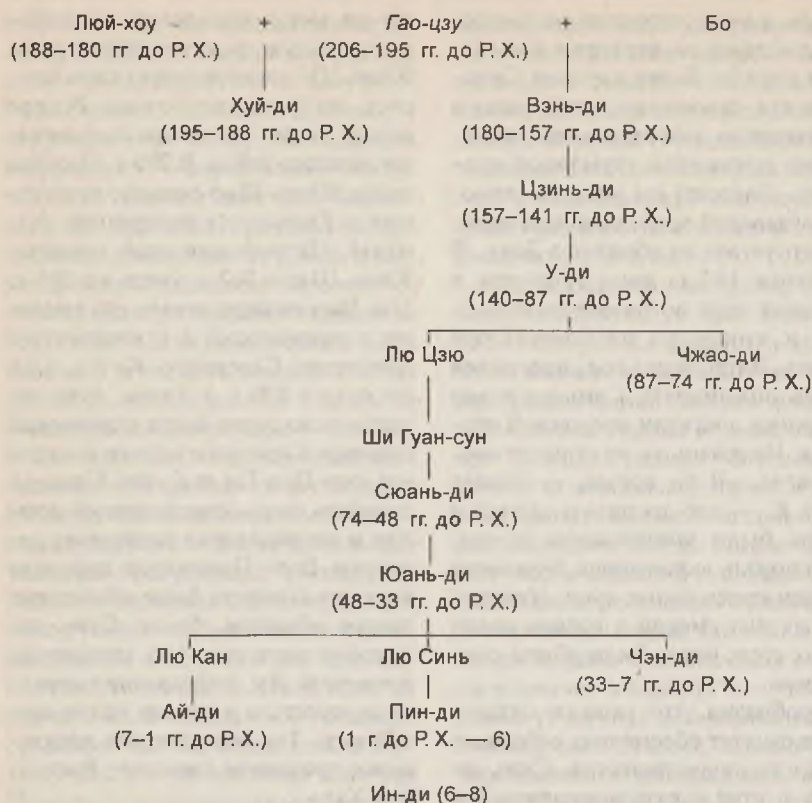 Люй-хоу + Гао-цзу + Бо
(188–180 гг. до Р. Х.) (206–195 гг. до Р. Х.)
Хуй-ди Вэнь-ди
(195–188 гг. до Р. Х.) (180–157 гг. до Р. Х.)
Цзинь-ди
(157–141 гг. до Р. Х.)
У-ди
(140–87 гг. до Р. Х.)
Лю Цзю Чжао-ди
(87–74 гг. до Р. Х.)
Ши Гуан-сун
Сюань-ди
(74–48 гг. до Р. Х.)
Юань-ди
(48–33 гг. до Р. Х.)
Лю Кан Лю Синь Чэн-ди
(33–7 гг. до Р. Х.)
Ай-ди Пин-ди
(7–1 гг. до Р. Х.) (1 г до Р. Х. — 6)
Ин-ди (6–8)